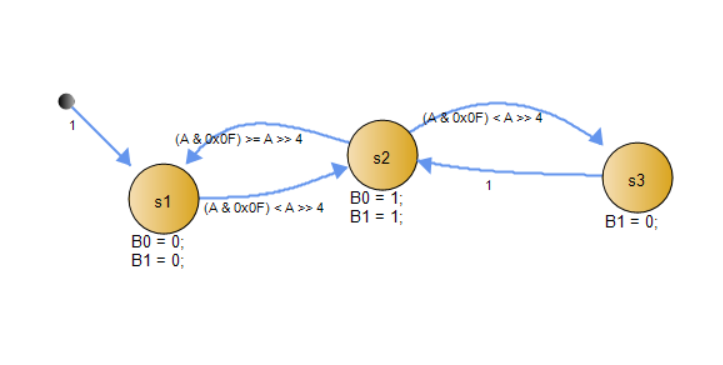 1
(A & 0x0F) >= A >> 4
(A & 0x0F) < A >> 4
s1
B0 = 0;
B1 = 0;
(A & 0x0F) < A >> 4
s2
B0 = 1;
B1 = 1;
1
s3
B1 = 0;